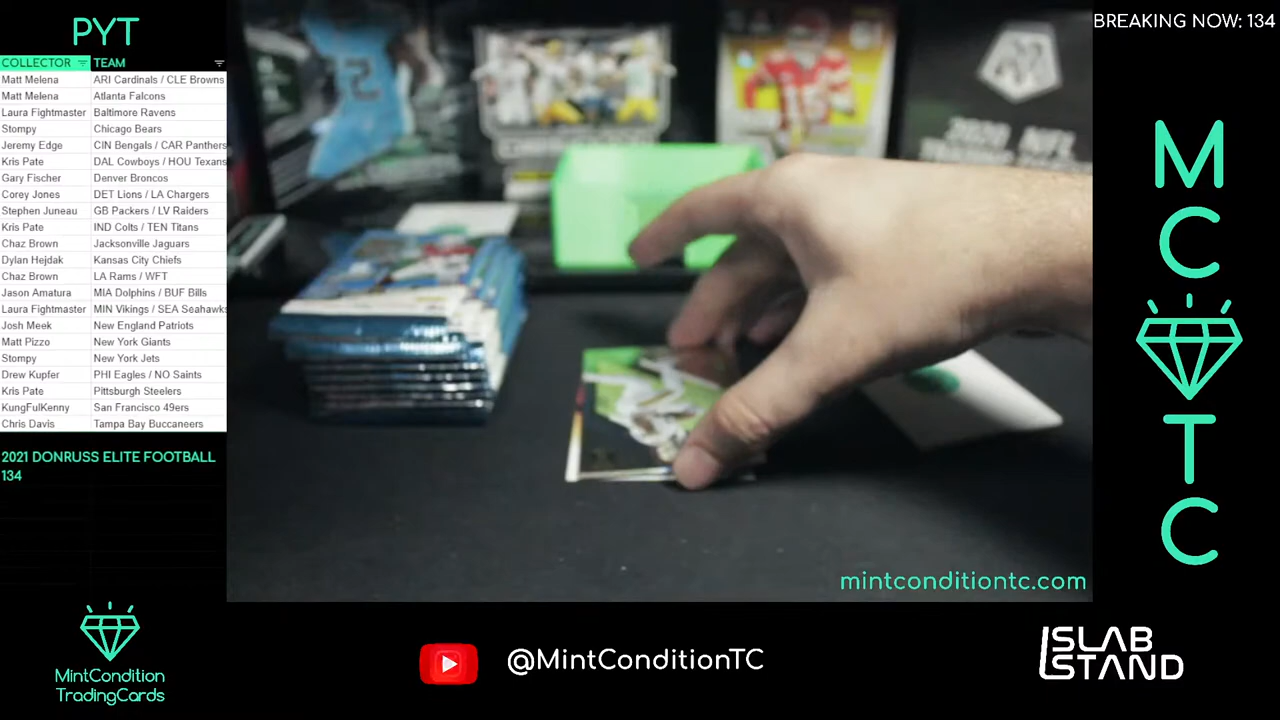 PYT
COLLECTOR TEAM
Matt Melena ARI Cardinals / CLE Browns
Matt Melena Atlanta Falcons
Laura Fightmaster Baltimore Ravens
Stompy Chicago Bears
Jeremy Edge CIN Bengals / CAR Panthers
Kris Pate DAL Cowboys / HOU Texans
Gary Fischer Denver Broncos
Corey Jones DET Lions / LA Chargers
Stephen Juneau GB Packers / LV Raiders
Kris Pate IND Colts / TEN Titans
Chaz Brown Jacksonville Jaguars
Dylan Hejdak Kansas City Chiefs
Chaz Brown LA Rams / WFT
Jason Amatura MIA Dolphins / BUF Bills
Laura Fightmaster MIN Vikings / SEA Seahawks
Josh Meek New England Patriots
Matt Pizzo New York Giants
Stompy New York Jets
Drew Kupfer PHI Eagles / NO Saints
Kris Pate Pittsburgh Steelers
KungFulKenny San Francisco 49ers
Chris Davis Tampa Bay Buccaneers
2021 DONRUSS ELITE FOOTBALL
134
MintCondition
TradingCards
2020 NFL
15
mintconditiontc.com
@MintConditionTC
BREAKING NOW: 134
M
C
T
C
SLAB
STAND